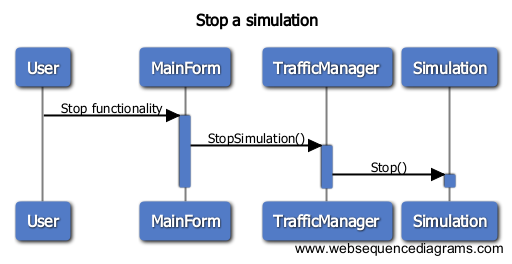 Stop a simulation
User
MainForm
TrafficManager
Simulation
Stop functionality
StopSimulation()
Stop()
User
MainForm
TrafficManager
Simulation
www.websequencediagrams.com